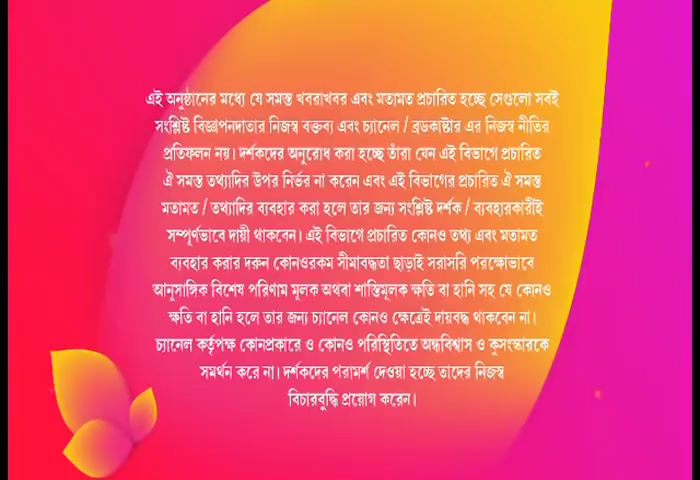 এই অনুষ্ঠানের মধ্যে যে সমস্ত খবরাখবর এবং মতামত প্রচারিত হচ্ছে সেগুলো সবই
সংশ্লিষ্ট বিজ্ঞাপনদাতার নিজস্ব বক্তব্য এবং চ্যানেল / ব্রডকাষ্টার এর নিজস্ব নীতির
প্রতিফলন নয়। দর্শকদের অনুরোধ করা হচ্ছে তাঁরা যেন এই বিভাগে প্রচারিত
ঐ সমস্ত তথ্যাদির উপর নির্ভর না করেন এবং এই বিভাগের প্রচারিত ঐ সমস্ত
মতামত / তথ্যাদির ব্যবহার করা হলে তার জন্য সংশ্লিষ্ট দর্শক / ব্যবহারকারীই
সম্পূর্ণভাবে দায়ী থাকবেন। এই বিভাগে প্রচারিত কোনও তথ্য এবং মতামত
ব্যবহার করার দরুন কোনওরকম সীমাবদ্ধতা ছাড়াই সরাসরি পরক্ষোভাবে
আনুসাঙ্গিক বিশেষ পরিণাম মূলক অথবা শাস্তিমূলক ক্ষতি বা হানি সহ যে কোনও
ক্ষতি বা হানি হলে তার জন্য চ্যানেল কোনও ক্ষেত্রেই দায়বদ্ধ থাকবেন না।
চ্যানেল কর্তৃপক্ষ কোনপ্রকারে ও কোনও পরিস্থিতিতে অন্ধবিশ্বাস ও কুসংস্কারকে
সমর্থন করে না। দর্শকদের পরামর্শ দেওয়া হচ্ছে তাদের নিজস্ব
বিচারবুদ্ধি প্রয়োগ করেন।